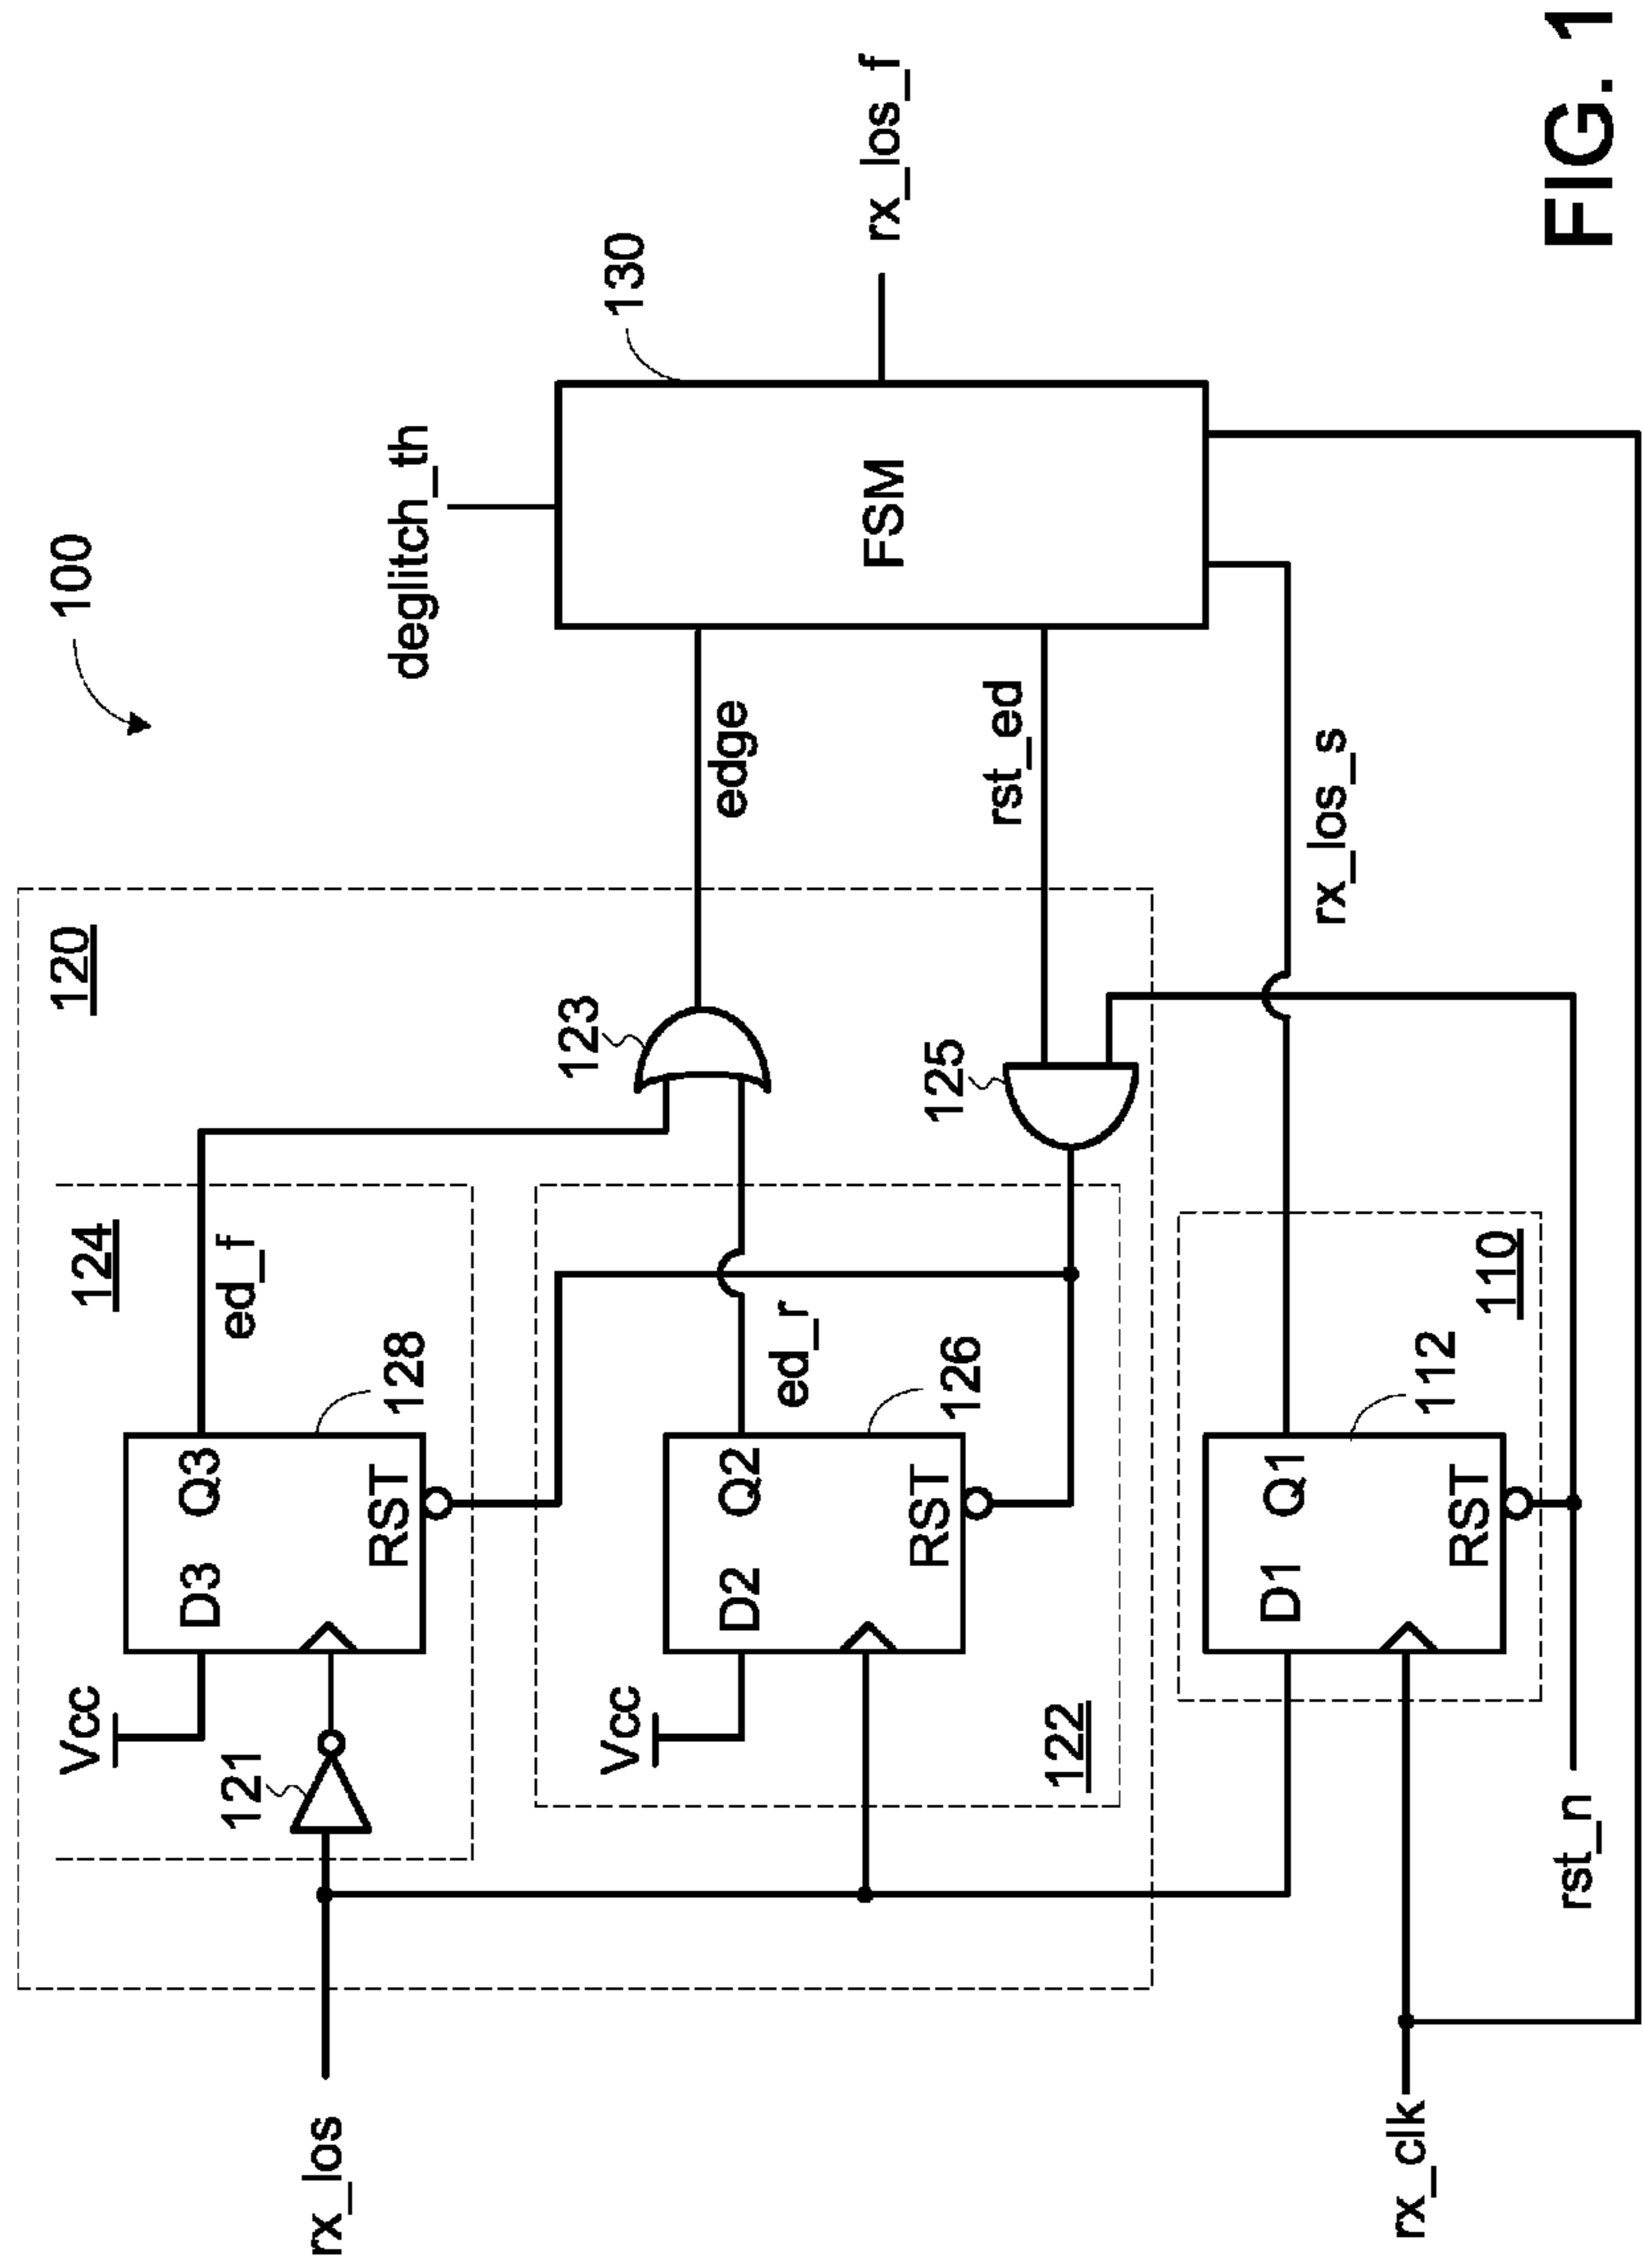 100
120
124
Vcc
D3 Q3
ed_f
121
RST
128
123
edge
deglitch_th
130
Vcc
D2 Q2
ed_r
RST
126
122
125
rst_ed
FSM
rx_los_f
rx_los
D1 Q1
RST
112
110
rx_los_s
rx_clk
rst_n
FIG. 1